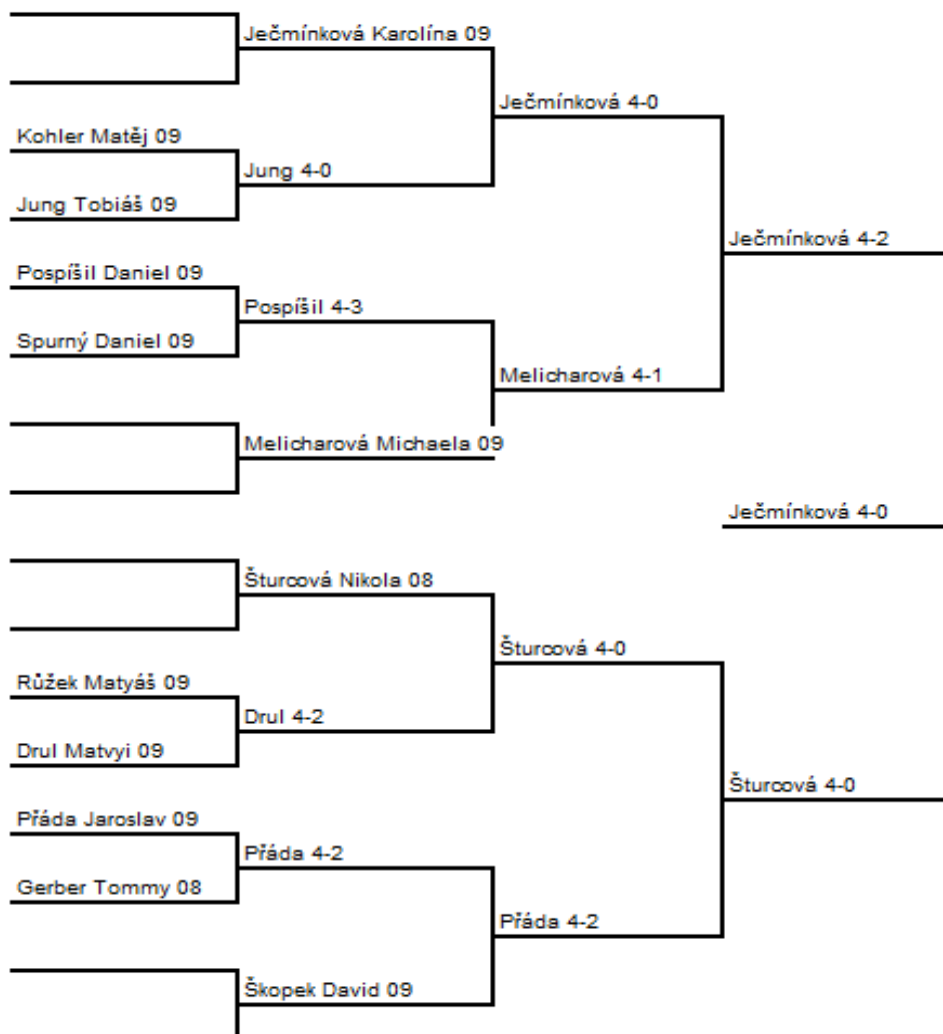 Ječmínková Karolína 09
Ječmínková 4-0
Kohler Matěj 09
Jung 4-0
Jung Tobiáš 09
Ječmínková 4-2
Pospíšil Daniel 09
Pospíšil 4-3
Spurný Daniel 09
Melicharová 4-1
Melicharová Michaela 09
Ječmínková 4-0
Šturcová Nikola 08
Šturcová 4-0
Růžek Matyáš 09
Drul 4-2
Drul Matvyi 09
Šturcová 4-0
Přáda Jaroslav 09
Přáda 4-2
Gerber Tommy 08
Přáda 4-2
Škopek David 09